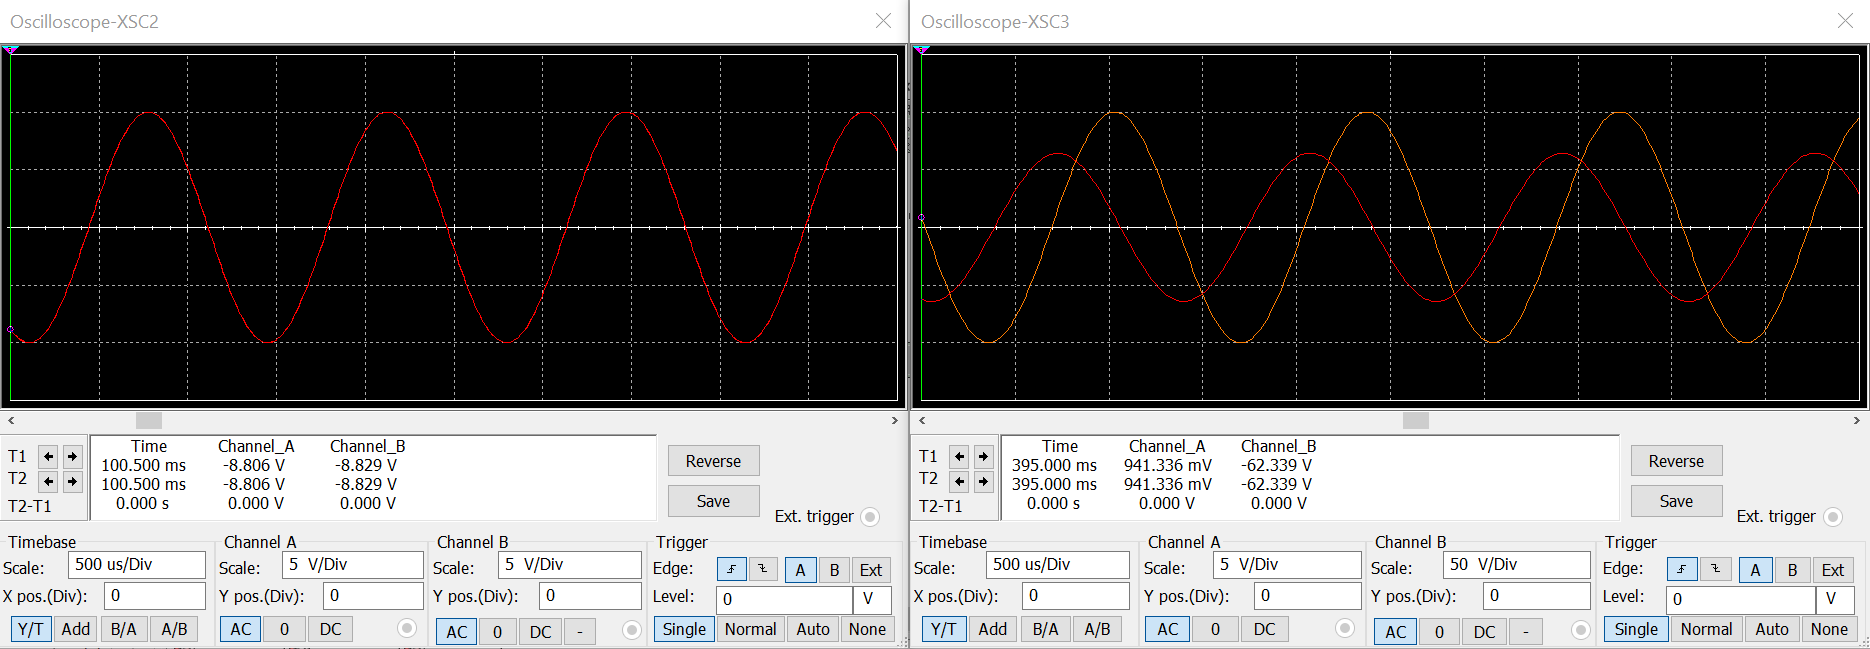 Oscilloscope-XSC2
Time Channel_A Channel_B
T1 100.500 ms -8.806 V -8.829 V
T2 100.500 ms -8.806 V -8.829 V
T2-T1 0.000 s 0.000 V 0.000 V
Reverse
Save
Ext. trigger
Timebase
Scale: 500 us/Div
X pos.(Div): 0
Y/T Add B/A A/B
Channel A
Scale: 5 V/Div
Y pos.(Div): 0
AC 0 DC
Channel B
Scale: 5 V/Div
Y pos.(Div): 0
AC 0 DC -
Trigger
Edge: A B Ext
Level: 0 V
Single Normal Auto None
Oscilloscope-XSC3
Time Channel_A Channel_B
T1 395.000 ms 941.336 mV -62.339 V
T2 395.000 ms 941.336 mV -62.339 V
T2-T1 0.000 s 0.000 V 0.000 V
Reverse
Save
Ext. trigger
Timebase
Scale: 500 us/Div
X pos.(Div): 0
Y/T Add B/A A/B
Channel A
Scale: 5 V/Div
Y pos.(Div): 0
AC 0 DC
Channel B
Scale: 50 V/Div
Y pos.(Div): 0
AC 0 DC -
Trigger
Edge: A B Ext
Level: 0 V
Single Normal Auto None